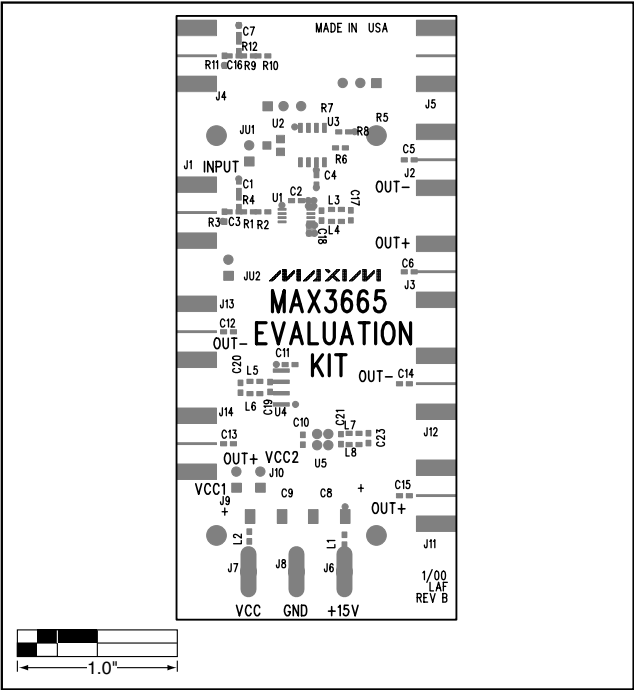 C7
MADE IN USA
R12
R11 C16 R9 R10
J4
J5
R7
R5
U2
U3
JU1
R8
R6
C5
J1
INPUT
J2
C4
OUT-
C1
C2
L3
C17
R4
U1
R3 C3 R1 R2
L4
C18
OUT+
C6
JU2
J3
MAXIM
J13
MAX3665
C12
EVALUATION
OUT-
KIT
C20
L5
C11
OUT-
C14
L6
C19
U4
J14
C10
C21
L7
C23
J12
C13
L8
OUT+
VCC2
U5
J10
VCC1
J9
C9
C8
+
C15
+
OUT+
L2
L1
J11
J7
J8
J6
1/00
LAF
REV B
VCC
GND
+15V
1.0"